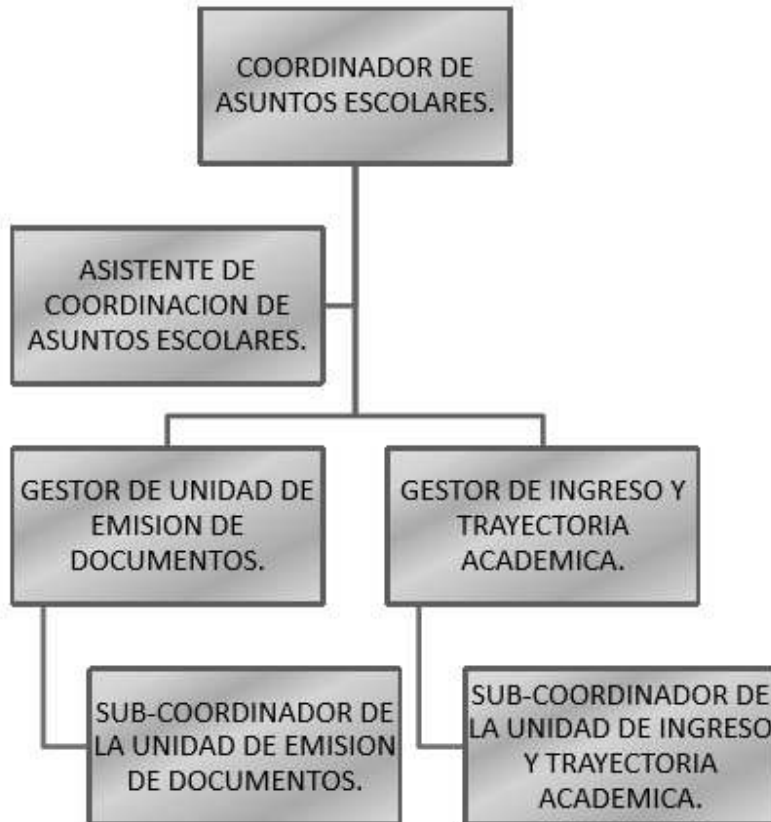 COORDINADOR DE
ASUNTOS ESCOLARES.
ASISTENTE DE
COORDINACION DE
ASUNTOS ESCOLARES.
GESTOR DE UNIDAD DE
EMISION DE
DOCUMENTOS.
GESTOR DE INGRESO Y
TRAYECTORIA
ACADEMICA.
SUB-COORDINADOR DE
LA UNIDAD DE EMISION
DE DOCUMENTOS.
SUB-COORDINADOR DE
LA UNIDAD DE INGRESO
Y TRAYECTORIA
ACADEMICA.